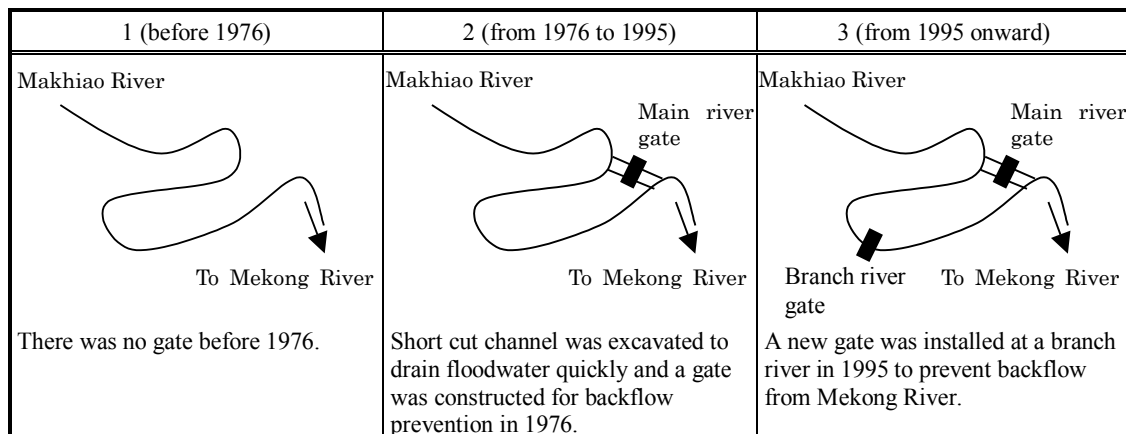 1 (before 1976)
2 (from 1976 to 1995)
3 (from 1995 onward)
Makhiao River
To Mekong River
There was no gate before 1976.
Makhiao River
Main river
gate
To Mekong River
Short cut channel was excavated to
drain floodwater quickly and a gate
was constructed for backflow
prevention in 1976.
Makhiao River
Main river
gate
To Mekong River
Branch river
gate
A new gate was installed at a branch
river in 1995 to prevent backflow
from Mekong River.